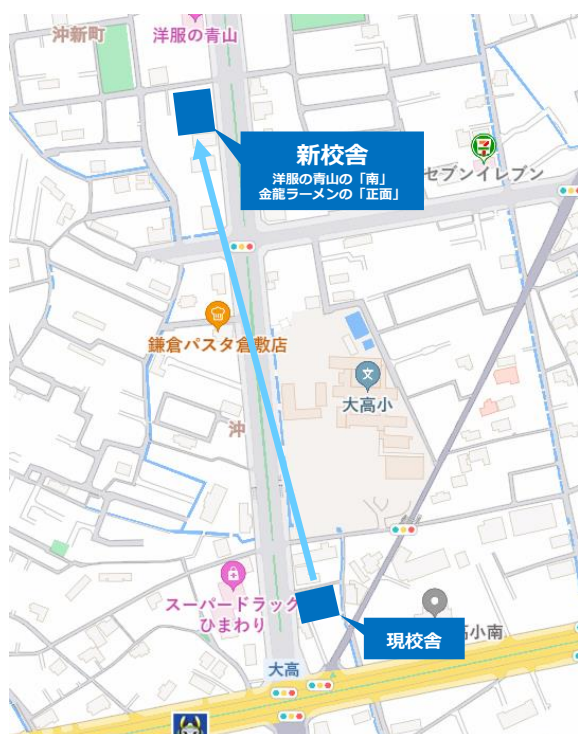 沖新町
洋服の青山
新校舎
洋服の青山の「南」
金龍ラーメンの「正面」
セブンイレブン
鎌倉パスタ倉敷店
大高小
沖
スーパードラッグ
ひまわり
現校舎
高小南
大高